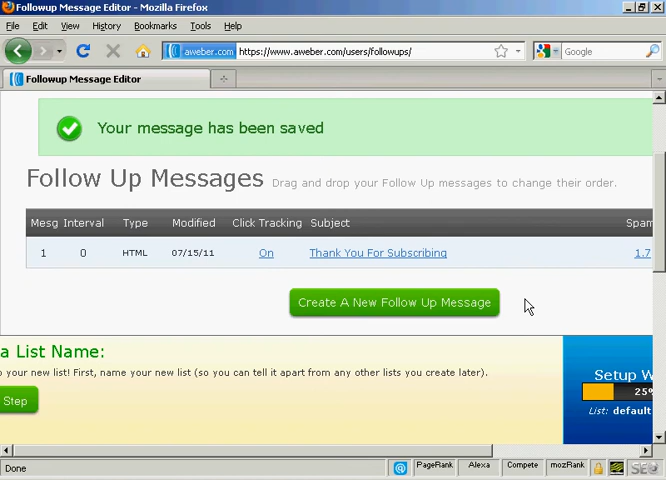 Followup Message Editor - Mozilla Firefox
File Edit View History Bookmarks Tools Help
aweber.com https://www.aweber.com/users/followups/ Google
Followup Message Editor
Your message has been saved
Follow Up Messages Drag and drop your Follow Up messages to change their order.
Mesg Interval Type Modified Click Tracking Subject Spam
1 0 HTML 07/15/11 On Thank You For Subscribing 1.7
Create A New Follow Up Message
a List Name:
your new list! First, name your new list (so you can tell it apart from any other lists you create later).
Step
Setup W
25%
List: default
Done PageRank Alexa Compete mozRank SEO